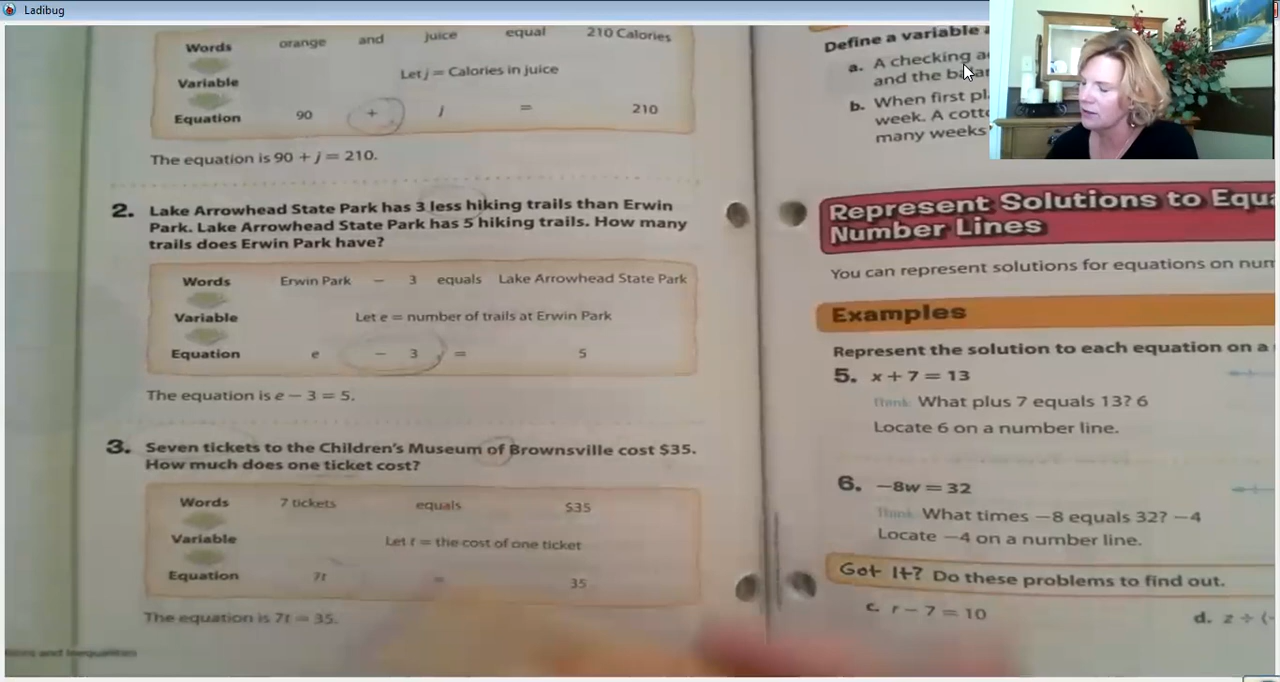 Ladibug
Words orange and juice equal 210 Calories
Variable Let j = Calories in juice
Equation 90 + j = 210
The equation is 90 + j = 210.
2. Lake Arrowhead State Park has 3 less hiking trails than Erwin
Park. Lake Arrowhead State Park has 5 hiking trails. How many
trails does Erwin Park have?
Words Erwin Park − 3 equals Lake Arrowhead State Park
Variable Let e = number of trails at Erwin Park
Equation e − 3 = 5
The equation is e − 3 = 5.
3. Seven tickets to the Children's Museum of Brownsville cost $35.
How much does one ticket cost?
Words 7 tickets equals $35
Variable Let t = the cost of one ticket
Equation 7t = 35
The equation is 7t = 35.
and Inequalities
Define a variable
a. A checking
and the
b. When first
week. A
many weeks
Represent Solutions to
Number Lines
You can represent solutions for equations on
Examples
Represent the solution to each equation on a
5. x + 7 = 13
Think: What plus 7 equals 13? 6
Locate 6 on a number line.
6. −8w = 32
Think: What times −8 equals 32? −4
Locate −4 on a number line.
Got It? Do these problems to find out.
c. r − 7 = 10
d. z ÷ (